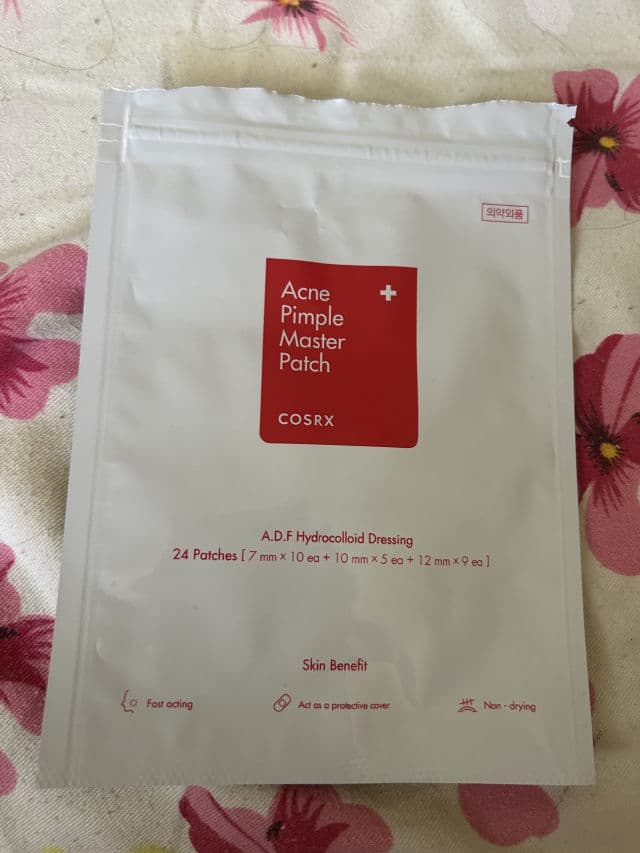 의약외품
Acne
Pimple
Master
Patch
COSRX
A.D.F Hydrocolloid Dressing
24 Patches [ 7 mm × 10 ea + 10 mm × 5 ea + 12 mm × 9 ea ]
Skin Benefit
Fast acting
Act as a protective cover
Non - drying